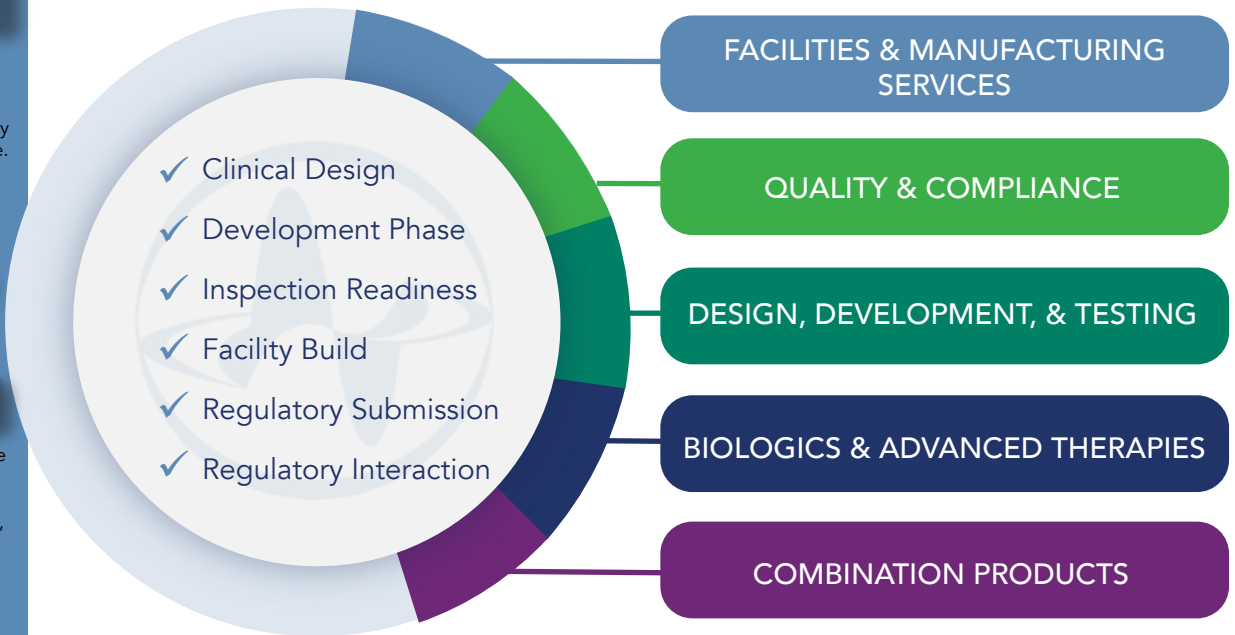 y
e.
e
,
Clinical Design
Development Phase
Inspection Readiness
Facility Build
Regulatory Submission
Regulatory Interaction
FACILITIES & MANUFACTURING
SERVICES
QUALITY & COMPLIANCE
DESIGN, DEVELOPMENT, & TESTING
BIOLOGICS & ADVANCED THERAPIES
COMBINATION PRODUCTS